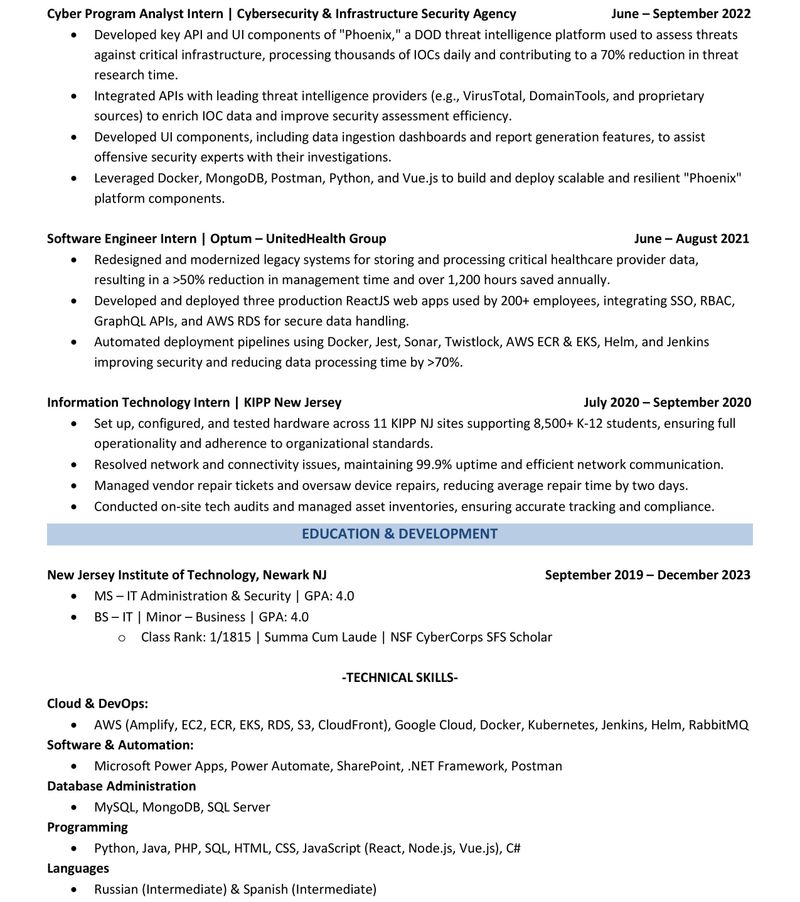 Cyber Program Analyst Intern | Cybersecurity & Infrastructure Security Agency June – September 2022
• Developed key API and UI components of "Phoenix," a DOD threat intelligence platform used to assess threats
against critical infrastructure, processing thousands of IOCs daily and contributing to a 70% reduction in threat
research time.
• Integrated APIs with leading threat intelligence providers (e.g., VirusTotal, DomainTools, and proprietary
sources) to enrich IOC data and improve security assessment efficiency.
• Developed UI components, including data ingestion dashboards and report generation features, to assist
offensive security experts with their investigations.
• Leveraged Docker, MongoDB, Postman, Python, and Vue.js to build and deploy scalable and resilient "Phoenix"
platform components.
Software Engineer Intern | Optum – UnitedHealth Group June – August 2021
• Redesigned and modernized legacy systems for storing and processing critical healthcare provider data,
resulting in a >50% reduction in management time and over 1,200 hours saved annually.
• Developed and deployed three production ReactJS web apps used by 200+ employees, integrating SSO, RBAC,
GraphQL APIs, and AWS RDS for secure data handling.
• Automated deployment pipelines using Docker, Jest, Sonar, Twistlock, AWS ECR & EKS, Helm, and Jenkins
improving security and reducing data processing time by >70%.
Information Technology Intern | KIPP New Jersey July 2020 – September 2020
• Set up, configured, and tested hardware across 11 KIPP NJ sites supporting 8,500+ K-12 students, ensuring full
operationality and adherence to organizational standards.
• Resolved network and connectivity issues, maintaining 99.9% uptime and efficient network communication.
• Managed vendor repair tickets and oversaw device repairs, reducing average repair time by two days.
• Conducted on-site tech audits and managed asset inventories, ensuring accurate tracking and compliance.
EDUCATION & DEVELOPMENT
New Jersey Institute of Technology, Newark NJ September 2019 – December 2023
• MS – IT Administration & Security | GPA: 4.0
• BS – IT | Minor – Business | GPA: 4.0
o Class Rank: 1/1815 | Summa Cum Laude | NSF CyberCorps SFS Scholar
-TECHNICAL SKILLS-
Cloud & DevOps:
• AWS (Amplify, EC2, ECR, EKS, RDS, S3, CloudFront), Google Cloud, Docker, Kubernetes, Jenkins, Helm, RabbitMQ
Software & Automation:
• Microsoft Power Apps, Power Automate, SharePoint, .NET Framework, Postman
Database Administration
• MySQL, MongoDB, SQL Server
Programming
• Python, Java, PHP, SQL, HTML, CSS, JavaScript (React, Node.js, Vue.js), C#
Languages
• Russian (Intermediate) & Spanish (Intermediate)